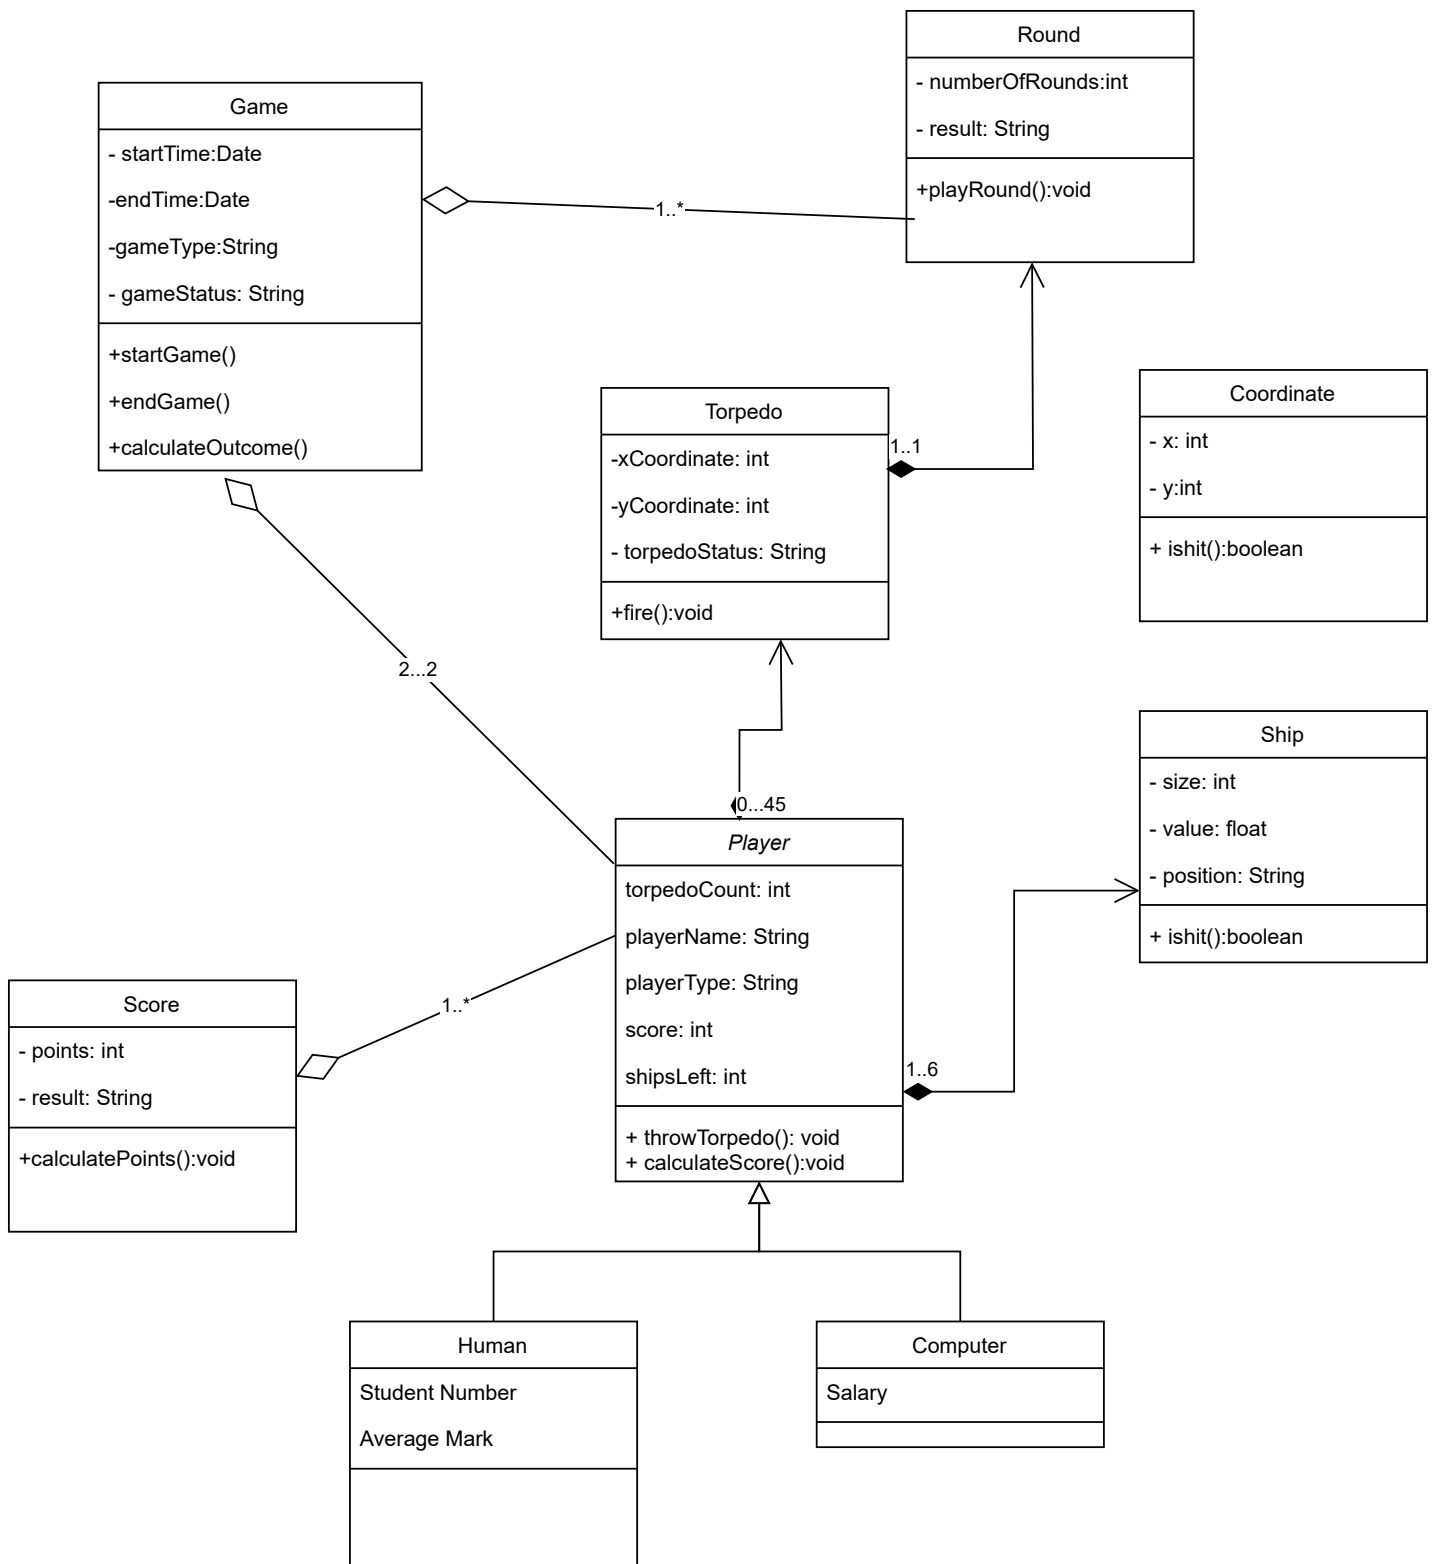 Round
- numberOfRounds:int
- result: String
+playRound():void
Game
- startTime:Date
-endTime:Date
-gameType:String
- gameStatus: String
+startGame()
+endGame()
+calculateOutcome()
1..*
Torpedo
-xCoordinate: int
-yCoordinate: int
- torpedoStatus: String
+fire():void
1..1
Coordinate
- x: int
- y:int
+ ishit():boolean
2...2
Ship
- size: int
- value: float
- position: String
+ ishit():boolean
0...45
Player
torpedoCount: int
playerName: String
playerType: String
score: int
shipsLeft: int
+ throwTorpedo(): void
+ calculateScore():void
1..6
1..*
Score
- points: int
- result: String
+calculatePoints():void
Human
Student Number
Average Mark
Computer
Salary